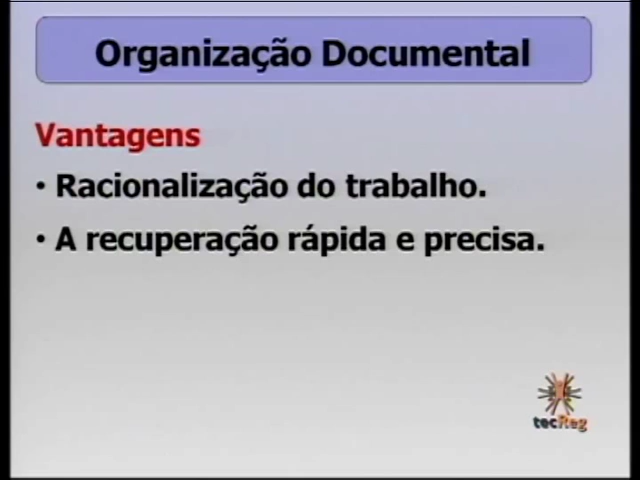 Organização Documental
Vantagens
• Racionalização do trabalho.
• A recuperação rápida e precisa.
tecReg